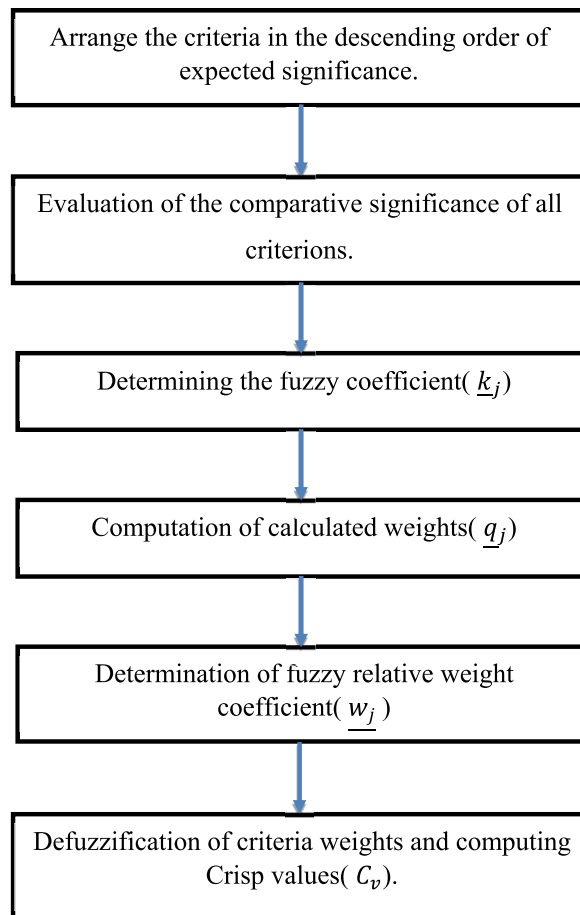 Arrange the criteria in the descending order of
expected significance.
Evaluation of the comparative significance of all
criterions.
Determining the fuzzy coefficient( k_j)
Computation of calculated weights( q_j)
Determination of fuzzy relative weight
coefficient( w_j )
Defuzzification of criteria weights and computing
Crisp values( C_v).